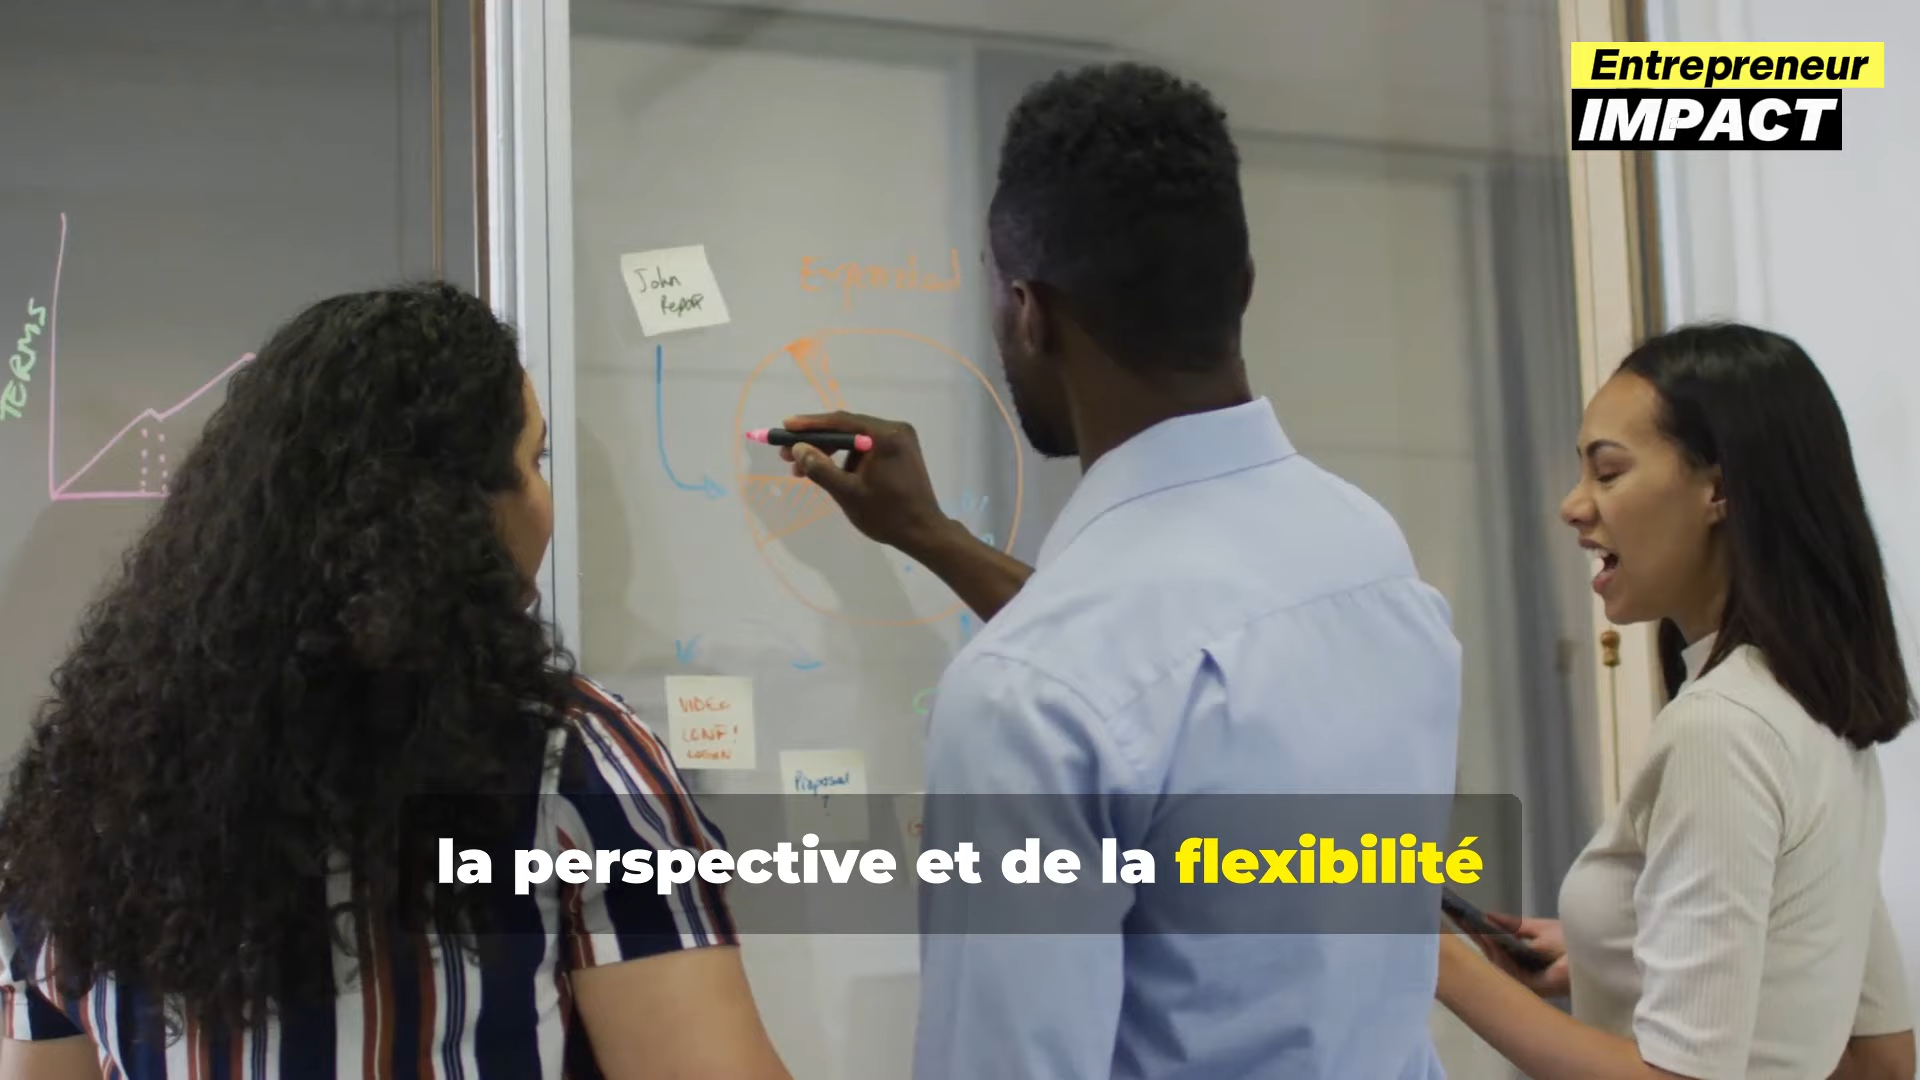 Entrepreneur
IMPACT
John
Report
TERMS
VIDEO
CONF!
Proposal
?
la perspective et de la flexibilité